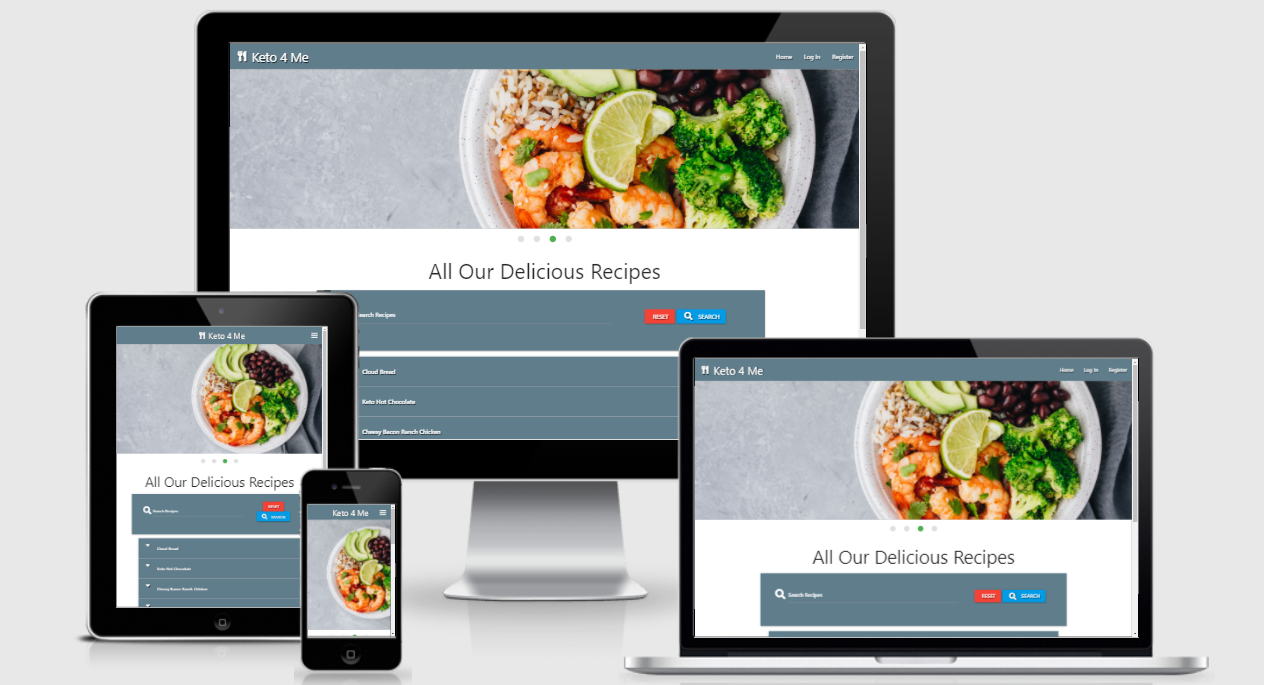 Keto 4 Me
Home Log In Register
All Our Delicious Recipes
earch Recipes
RESET SEARCH
Cloud Bread
Keto Hot Chocolate
Cheesy Bacon Ranch Chicken
Keto 4 Me
All Our Delicious Recipes
Search Recipes
RESET
SEARCH
Cloud Bread
Keto Hot Chocolate
Cheesy Bacon Ranch Chicken
Keto 4 Me
Keto 4 Me
Home Log In Register
All Our Delicious Recipes
Search Recipes
RESET SEARCH